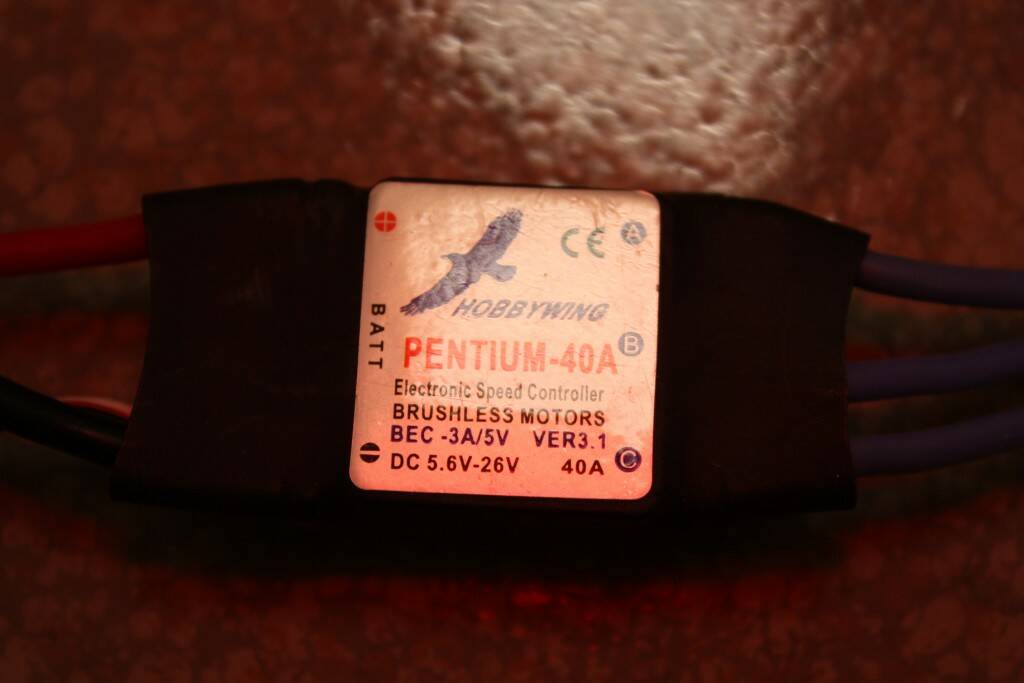 CE A
HOBBYWING
BATT
PENTIUM-40A B
Electronic Speed Controller
BRUSHLESS MOTORS
BEC -3A/5V VER3.1
DC 5.6V-26V 40A C